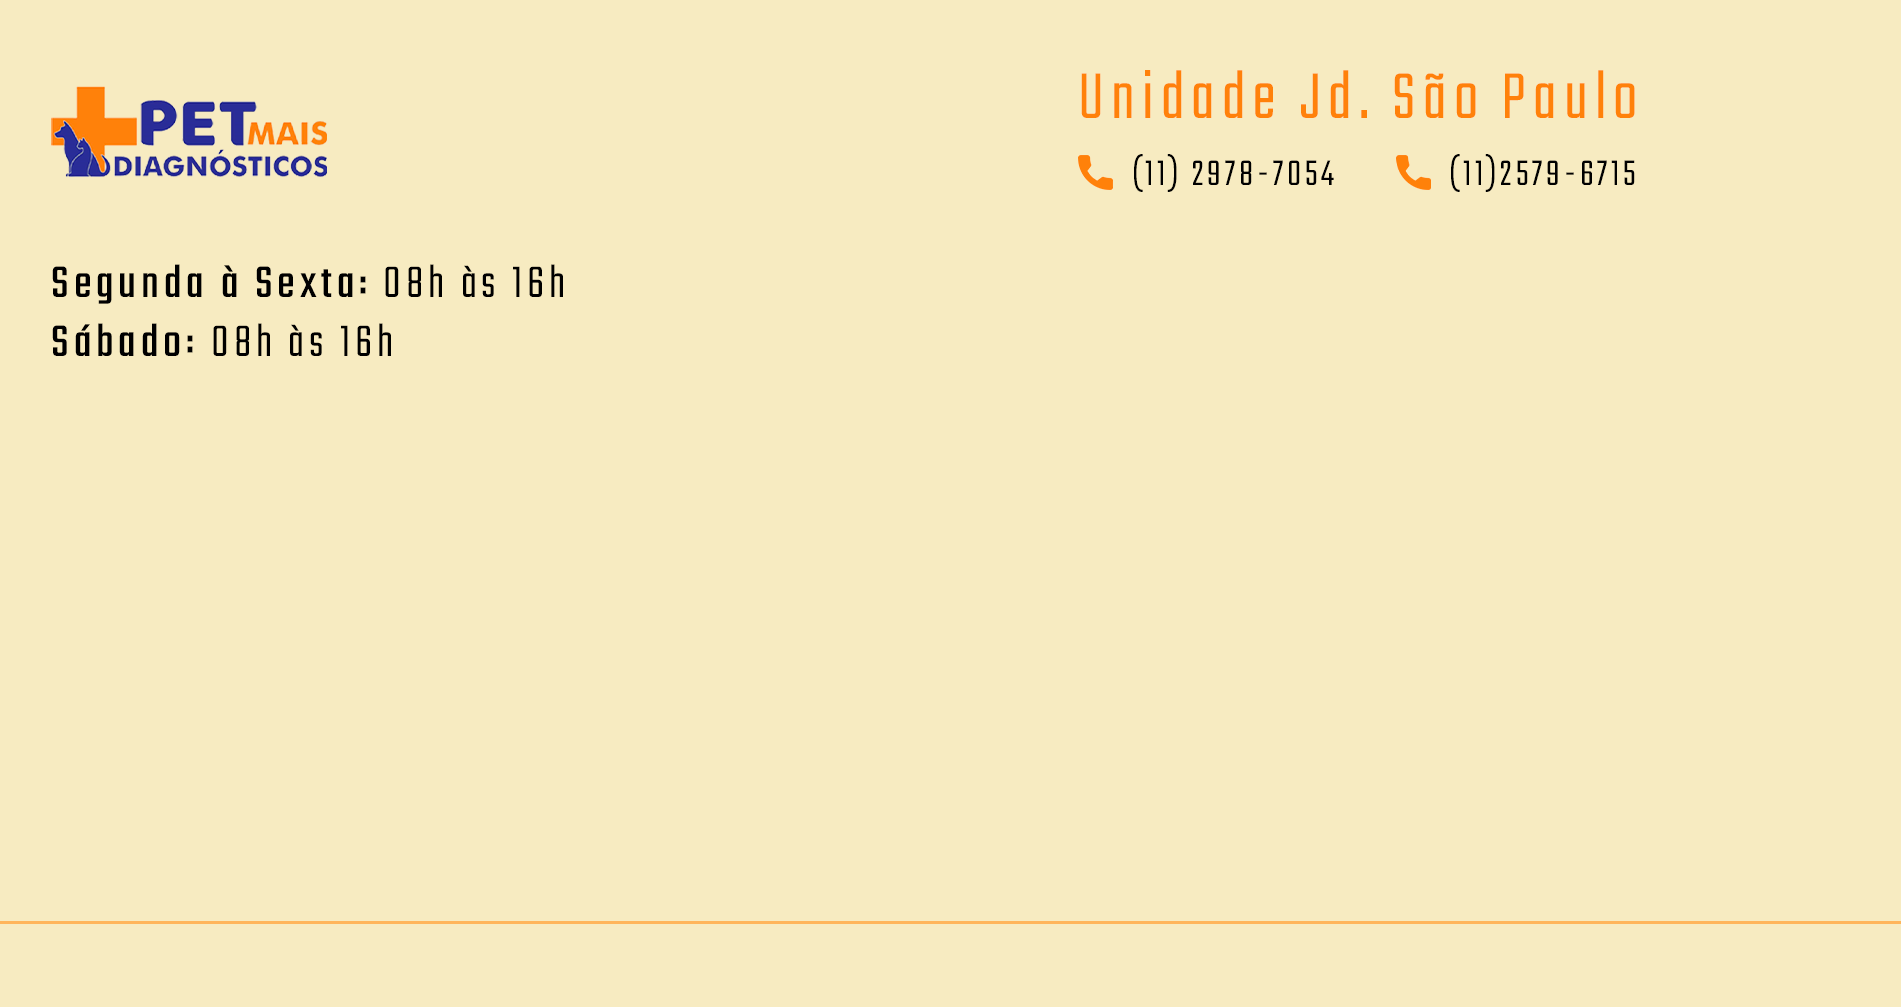 PET MAIS
DIAGNÓSTICOS
Unidade Jd. São Paulo
(11) 2978-7054
(11)2579-6715
Segunda à Sexta: 08h às 16h
Sábado: 08h às 16h